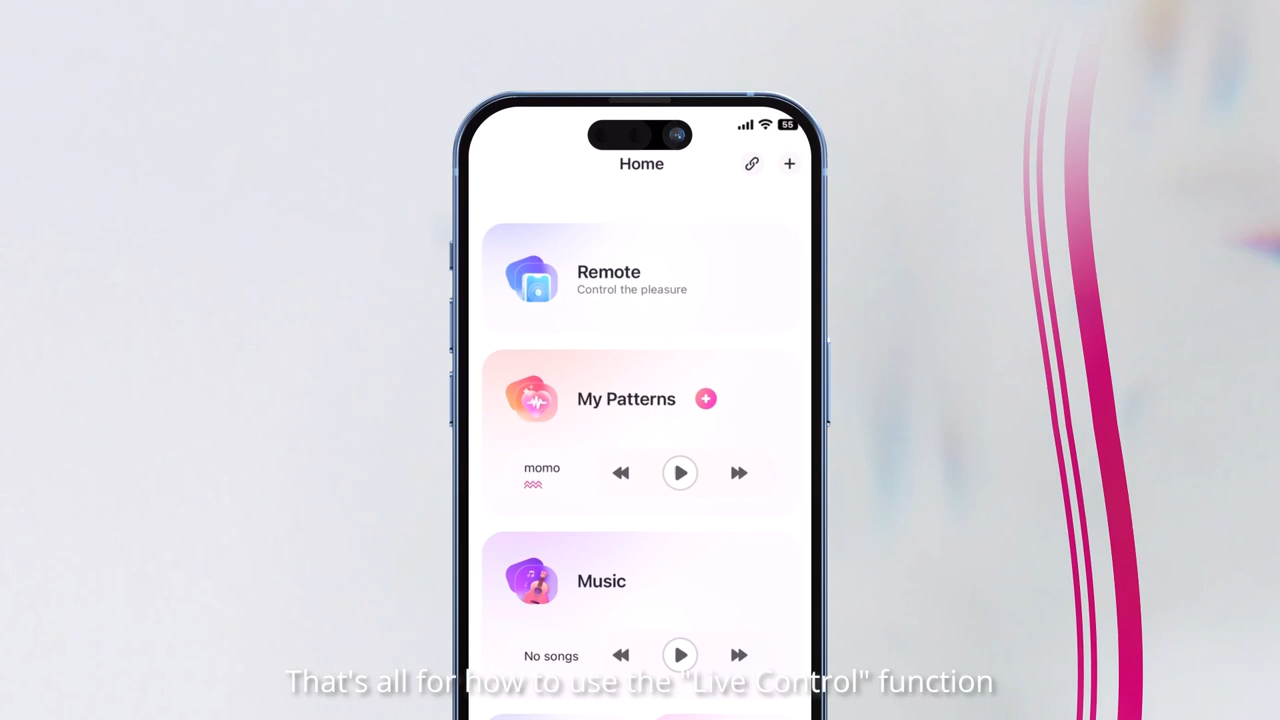 55
Home
Remote
Control the pleasure
My Patterns
momo
Music
No songs
That's all for how to use the "Live Control" function